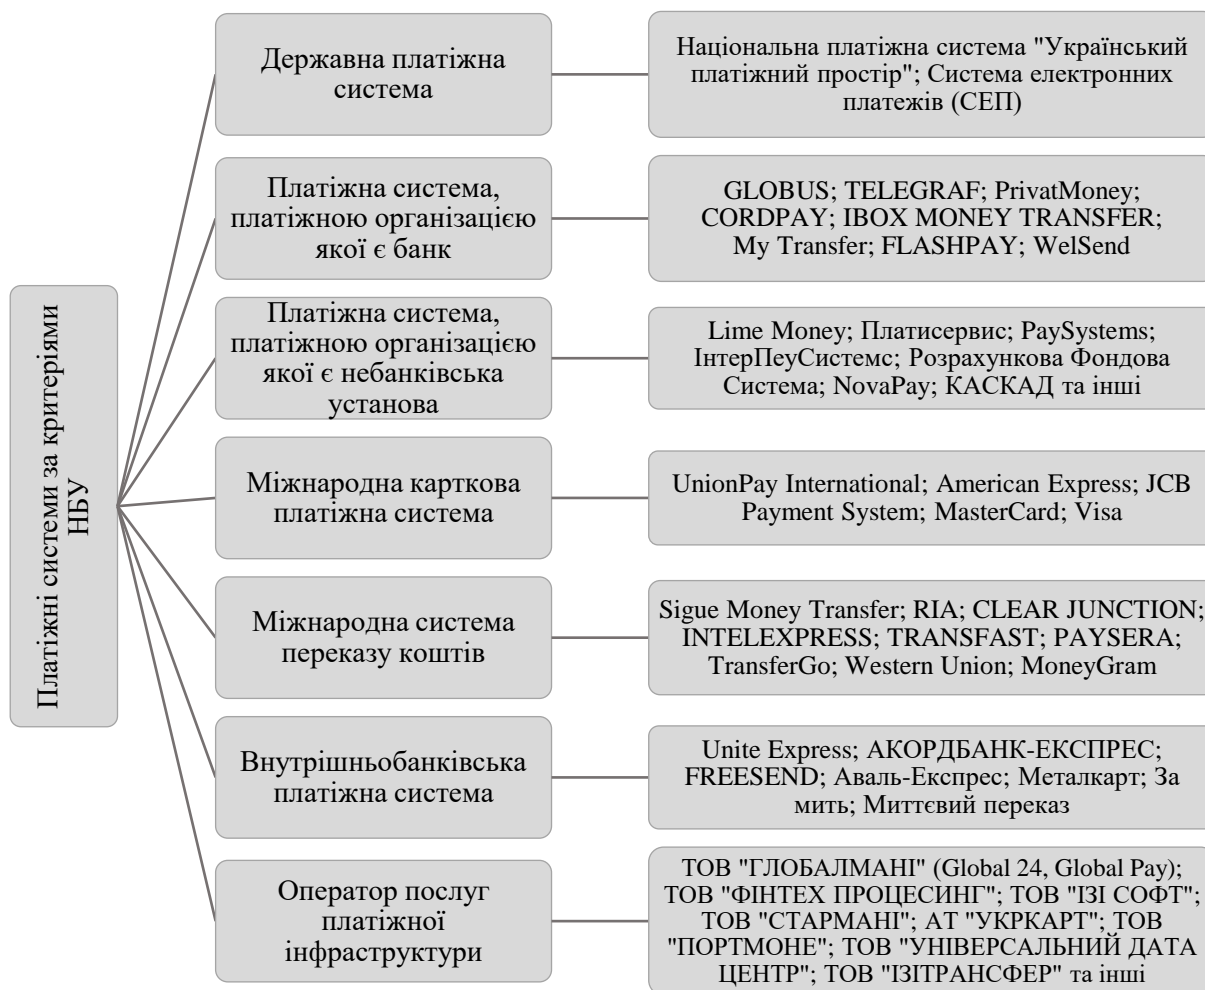 Платіжні системи за критеріями
НБУ
Державна платіжна
система
Національна платіжна система "Український
платіжний простір"; Система електронних
платежів (СЕП)
Платіжна система,
платіжною організацією
якої є банк
GLOBUS; TELEGRAF; PrivatMoney;
CORDPAY; IBOX MONEY TRANSFER;
My Transfer; FLASHPAY; WelSend
Платіжна система,
платіжною організацією
якої є небанківська
установа
Lime Money; Платисервис; PaySystems;
ІнтерПеуСистемс; Розрахункова Фондова
Система; NovaPay; КАСКАД та інші
Міжнародна карткова
платіжна система
UnionPay International; American Express; JCB
Payment System; MasterCard; Visa
Міжнародна система
переказу коштів
Sigue Money Transfer; RIA; CLEAR JUNCTION;
INTELEXPRESS; TRANSFAST; PAYSERA;
TransferGo; Western Union; MoneyGram
Внутрішньобанківська
платіжна система
Unite Express; АКОРДБАНК-ЕКСПРЕС;
FREESEND; Аваль-Експрес; Металкарт; За
мить; Миттєвий переказ
Оператор послуг
платіжної
інфраструктури
ТОВ "ГЛОБАЛМАНІ" (Global 24, Global Pay);
ТОВ "ФІНТЕХ ПРОЦЕСИНГ"; ТОВ "ІЗІ СОФТ";
ТОВ "СТАРМАНІ"; АТ "УКРКАРТ"; ТОВ
"ПОРТМОНЕ"; ТОВ "УНІВЕРСАЛЬНИЙ ДАТА
ЦЕНТР"; ТОВ "ІЗІТРАНСФЕР" та інші